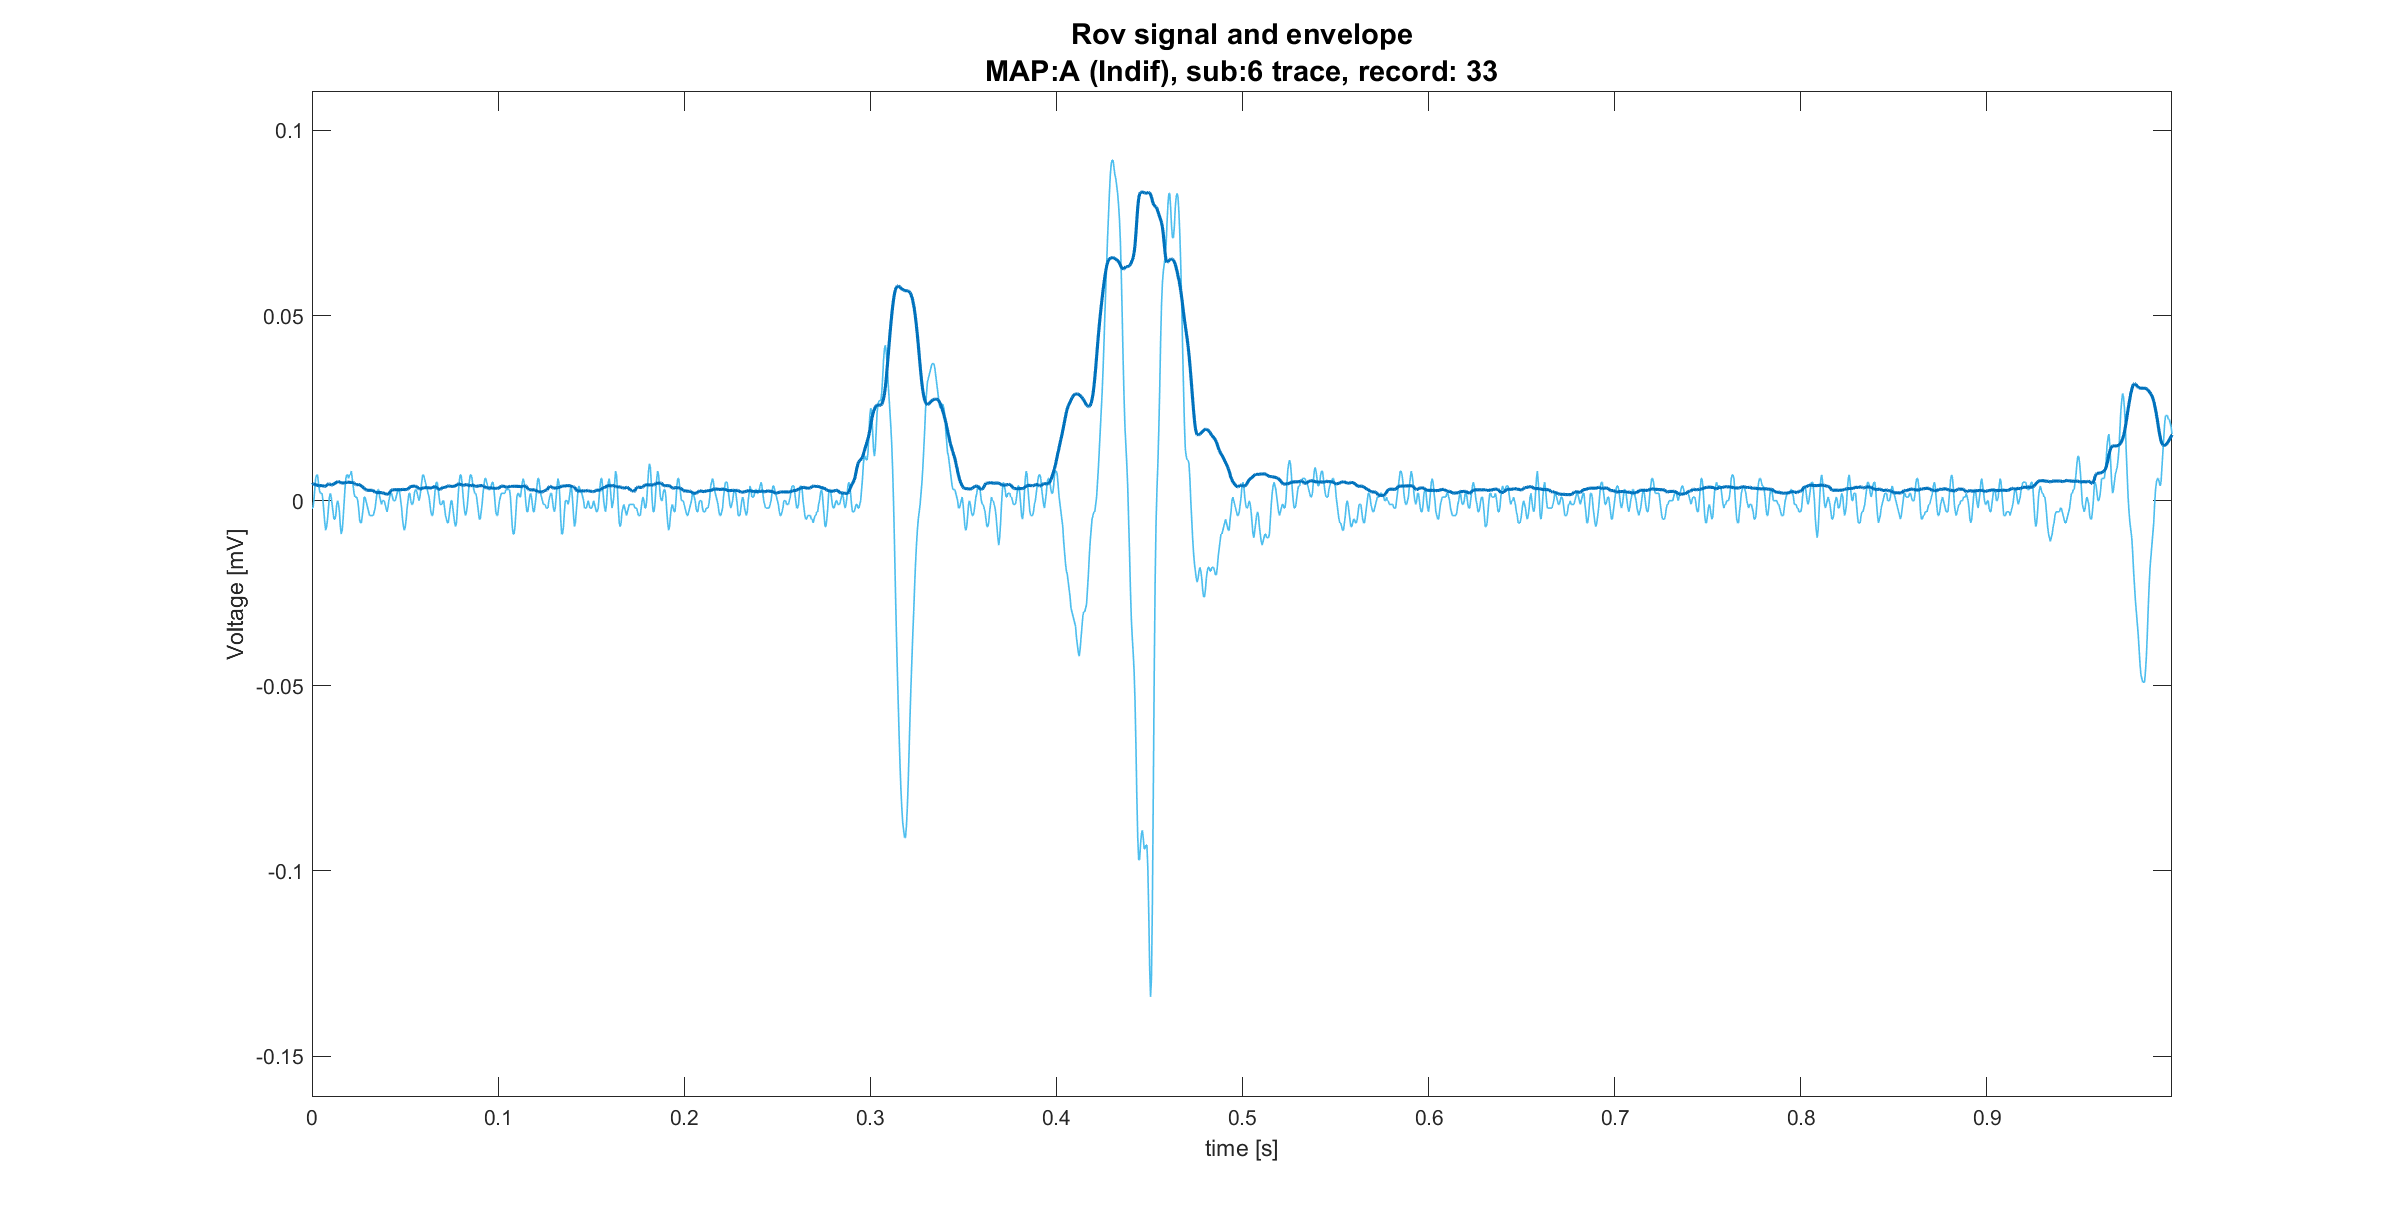 Rov signal and envelope
MAP:A (Indif), sub:6 trace, record: 33
0.1
0.05
0
-0.05
-0.1
-0.15
Voltage [mV]
0 0.1 0.2 0.3 0.4 0.5 0.6 0.7 0.8 0.9
time [s]